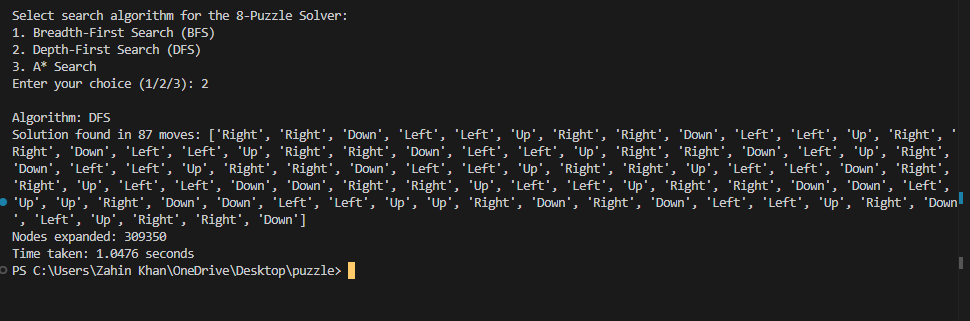 Select search algorithm for the 8-Puzzle Solver:
1. Breadth-First Search (BFS)
2. Depth-First Search (DFS)
3. A* Search
Enter your choice (1/2/3): 2
Algorithm: DFS
Solution found in 87 moves: ['Right', 'Right', 'Down', 'Left', 'Left', 'Up', 'Right', 'Right', 'Down', 'Left', 'Left', 'Up', 'Right', '
Right', 'Down', 'Left', 'Left', 'Up', 'Right', 'Right', 'Down', 'Left', 'Left', 'Up', 'Right', 'Right', 'Down', 'Left', 'Up', 'Right',
'Down', 'Left', 'Left', 'Up', 'Right', 'Right', 'Down', 'Left', 'Left', 'Up', 'Right', 'Right', 'Up', 'Left', 'Left', 'Down', 'Right',
'Right', 'Up', 'Left', 'Left', 'Down', 'Down', 'Right', 'Right', 'Up', 'Left', 'Left', 'Up', 'Right', 'Right', 'Down', 'Down', 'Left',
'Up', 'Up', 'Right', 'Down', 'Down', 'Left', 'Left', 'Up', 'Up', 'Right', 'Down', 'Right', 'Down', 'Left', 'Left', 'Up', 'Right', 'Down
', 'Left', 'Up', 'Right', 'Right', 'Down']
Nodes expanded: 309350
Time taken: 1.0476 seconds
PS C:\Users\Zahin Khan\OneDrive\Desktop\puzzle>